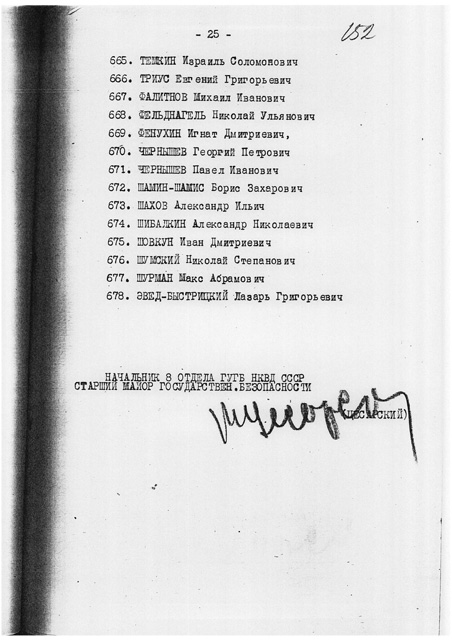 - 25 -
152
665. ТЕМКИН Израиль Соломонович
666. ТРИУС Евгений Григорьевич
667. ФАЛИТНОВ Михаил Иванович
668. ФЕЛЬДНАГЕЛЬ Николай Ульянович
669. ФЕНУХИН Игнат Дмитриевич,
670. ЧЕРНЫШЕВ Георгий Петрович
671. ЧЕРНЫШЕВ Павел Иванович
672. ШАМИН-ШАМИС Борис Захарович
673. ШАХОВ Александр Ильич
674. ШИБАЛКИН Александр Николаевич
675. ШОВКУН Иван Дмитриевич
676. ШУМСКИЙ Николай Степанович
677. ШУРМАН Макс Абрамович
678. ЭВЕД-БЫСТРИЦКИЙ Лазарь Григорьевич
НАЧАЛЬНИК 8 ОТДЕЛА ГУГБ НКВД СССР
СТАРШИЙ МАЙОР ГОСУДАРСТВЕН.БЕЗОПАСНОСТИ
(ЦЕСАРСКИЙ)